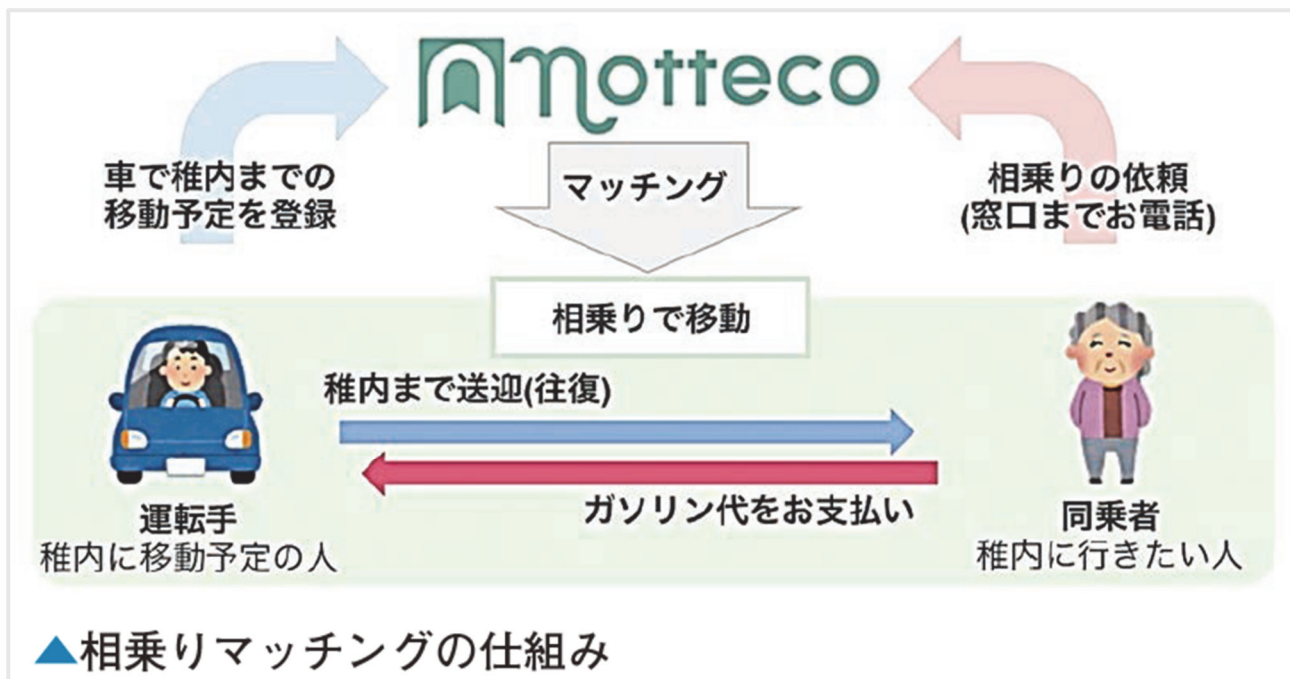 notteco
車で稚内までの
移動予定を登録
マッチング
相乗りの依頼
(窓口までお電話)
相乗りで移動
稚内まで送迎(往復)
ガソリン代をお支払い
運転手
稚内に移動予定の人
同乗者
稚内に行きたい人
▲相乗りマッチングの仕組み